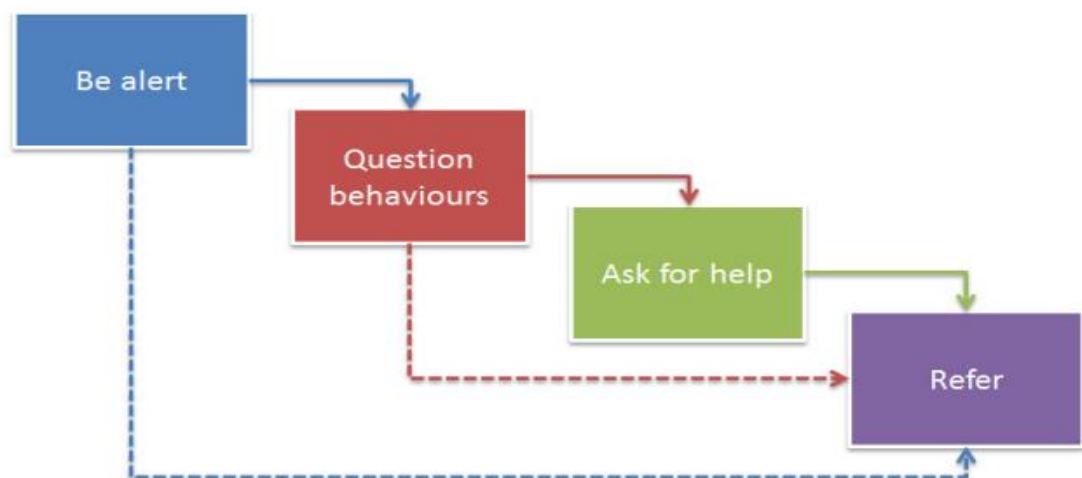 Be alert
Question
behaviours
Ask for help
Refer